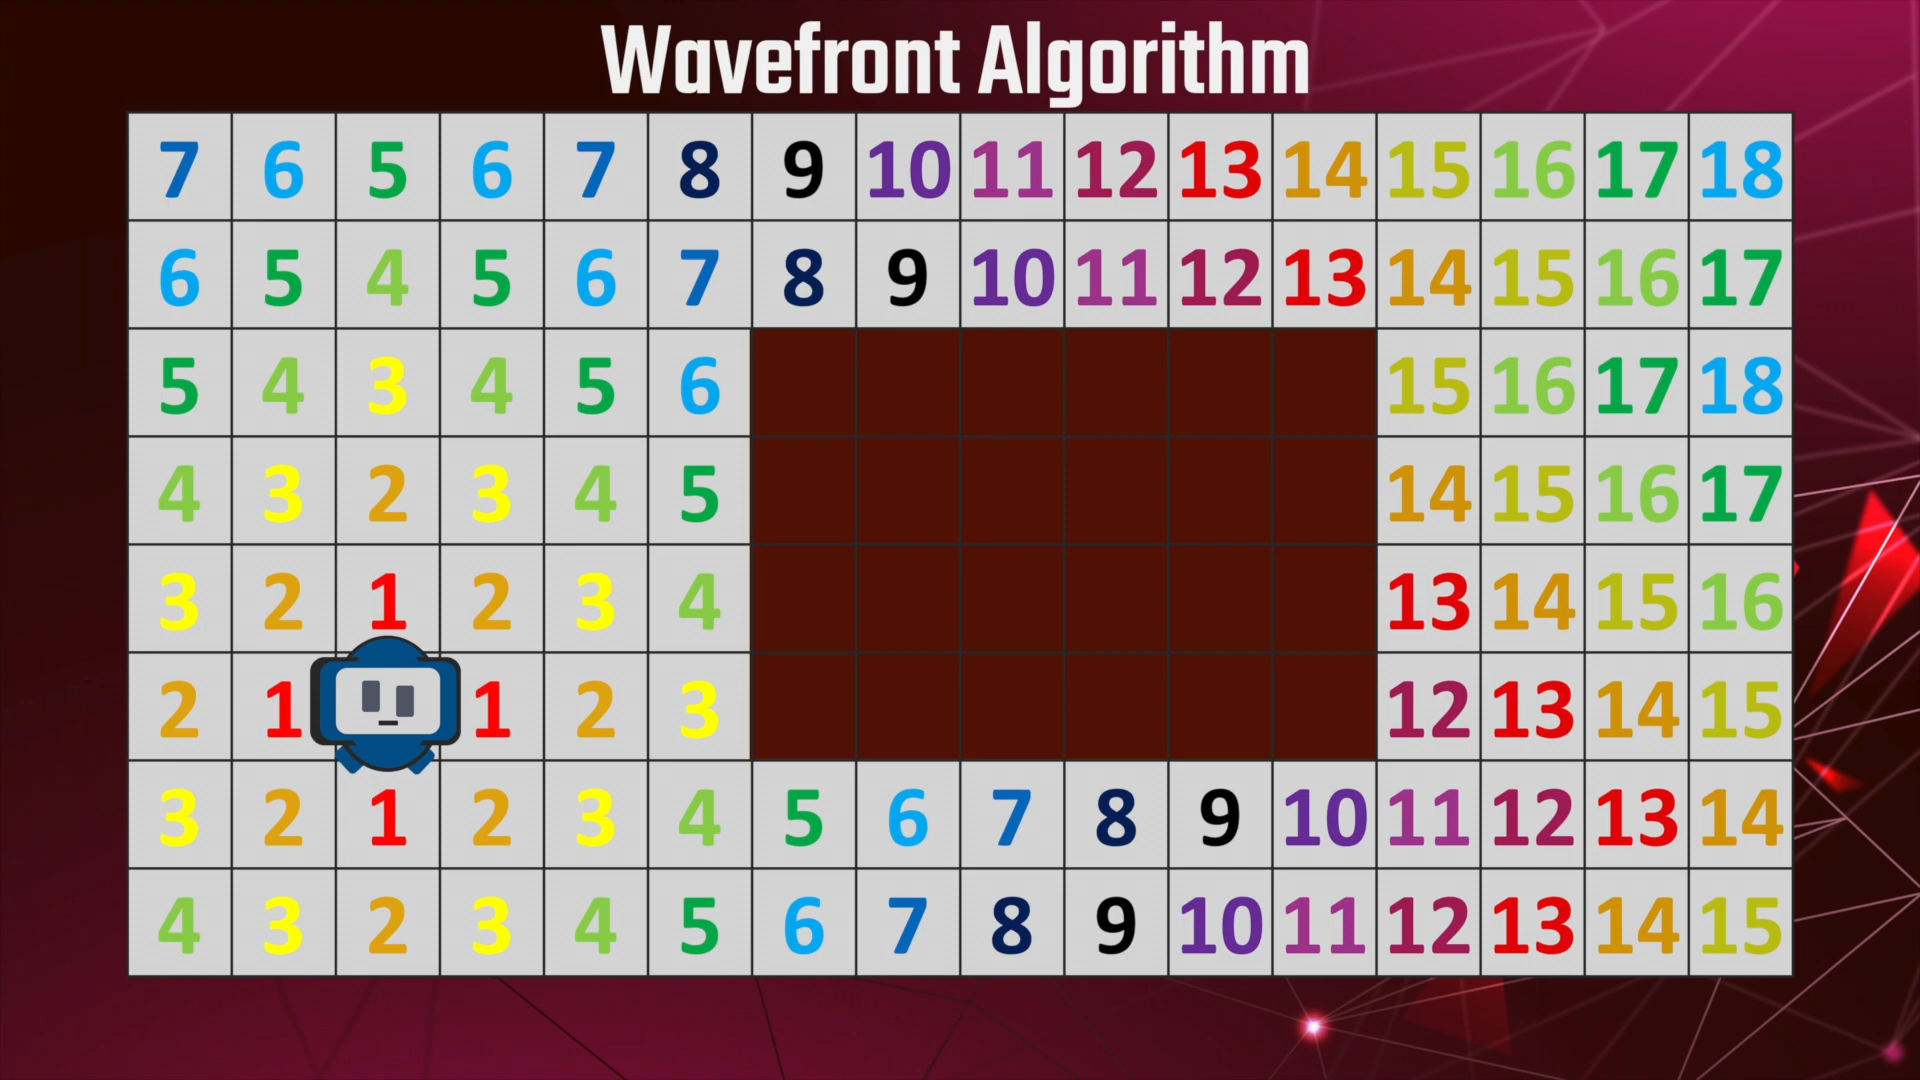 Wavefront Algorithm
7 6 5 6 7 8 9 10 11 12 13 14 15 16 17 18
6 5 4 5 6 7 8 9 10 11 12 13 14 15 16 17
5 4 3 4 5 6 15 16 17 18
4 3 2 3 4 5 14 15 16 17
3 2 1 2 3 4 13 14 15 16
2 1 1 2 3 12 13 14 15
3 2 1 2 3 4 5 6 7 8 9 10 11 12 13 14
4 3 2 3 4 5 6 7 8 9 10 11 12 13 14 15